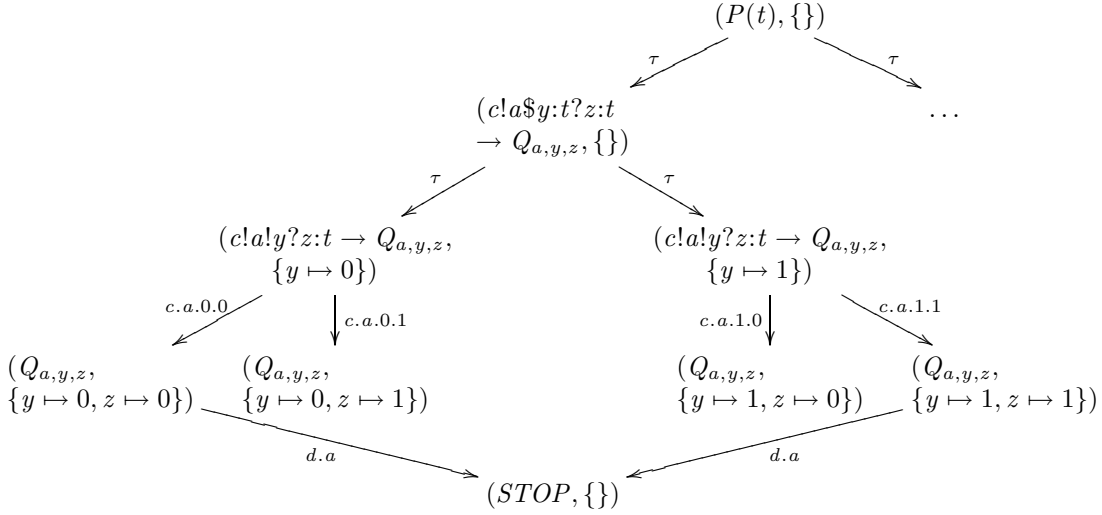 (P(t), {})
τ τ
(c!a$y:t?z:t
→ Q_{a,y,z}, {})
. . .
τ τ
(c!a!y?z:t → Q_{a,y,z},
{y ↦ 0})
(c!a!y?z:t → Q_{a,y,z},
{y ↦ 1})
c.a.0.0 c.a.0.1 c.a.1.0 c.a.1.1
(Q_{a,y,z},
{y ↦ 0, z ↦ 0})
(Q_{a,y,z},
{y ↦ 0, z ↦ 1})
(Q_{a,y,z},
{y ↦ 1, z ↦ 0})
(Q_{a,y,z},
{y ↦ 1, z ↦ 1})
d.a d.a
(STOP, {})